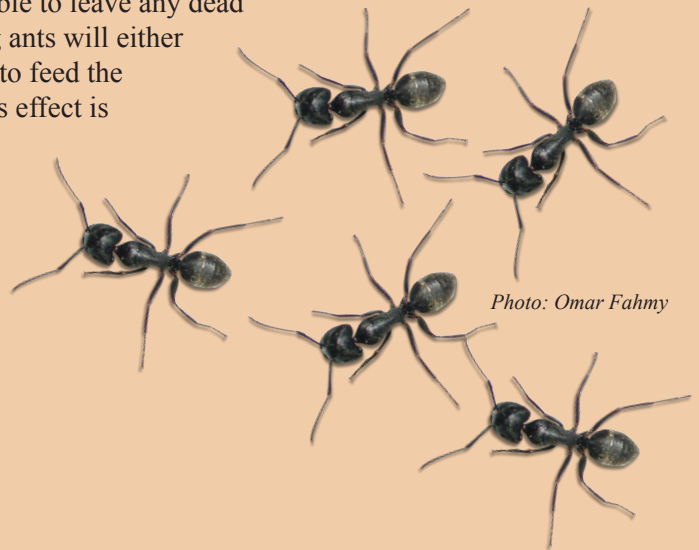 ble to leave any dead
ants will either
to feed the
s effect is
Photo: Omar Fahmy